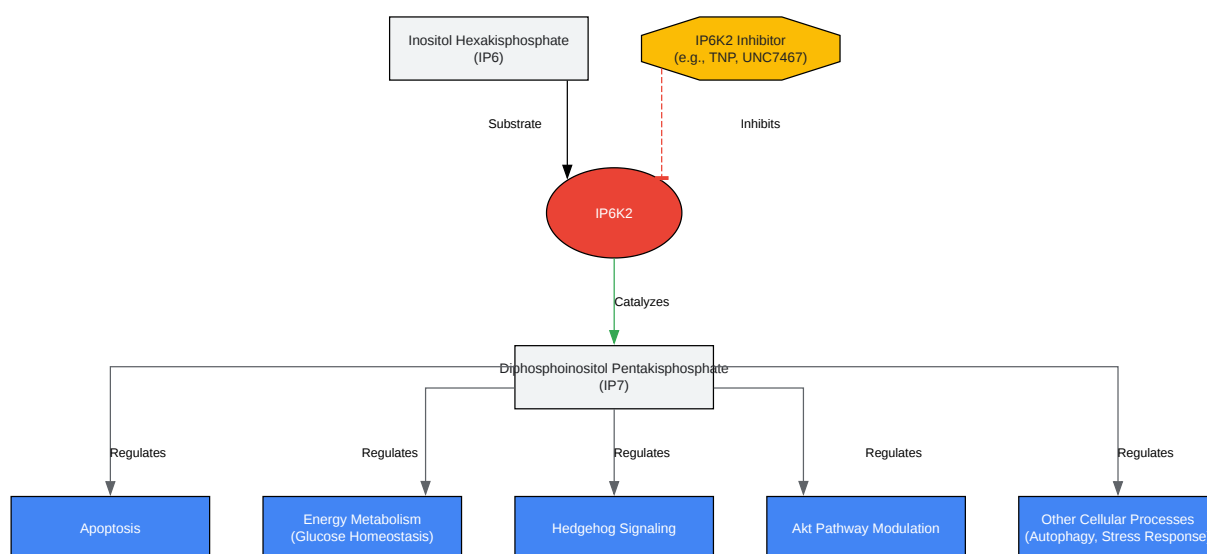 Inositol Hexakisphosphate
(IP6)
IP6K2 Inhibitor
(e.g., TNP, UNC7467)
Substrate
Inhibits
IP6K2
Catalyzes
Diphosphoinositol Pentakisphosphate
(IP7)
Regulates
Regulates
Regulates
Regulates
Regulates
Apoptosis
Energy Metabolism
(Glucose Homeostasis)
Hedgehog Signaling
Akt Pathway Modulation
Other Cellular Processes
(Autophagy, Stress Response